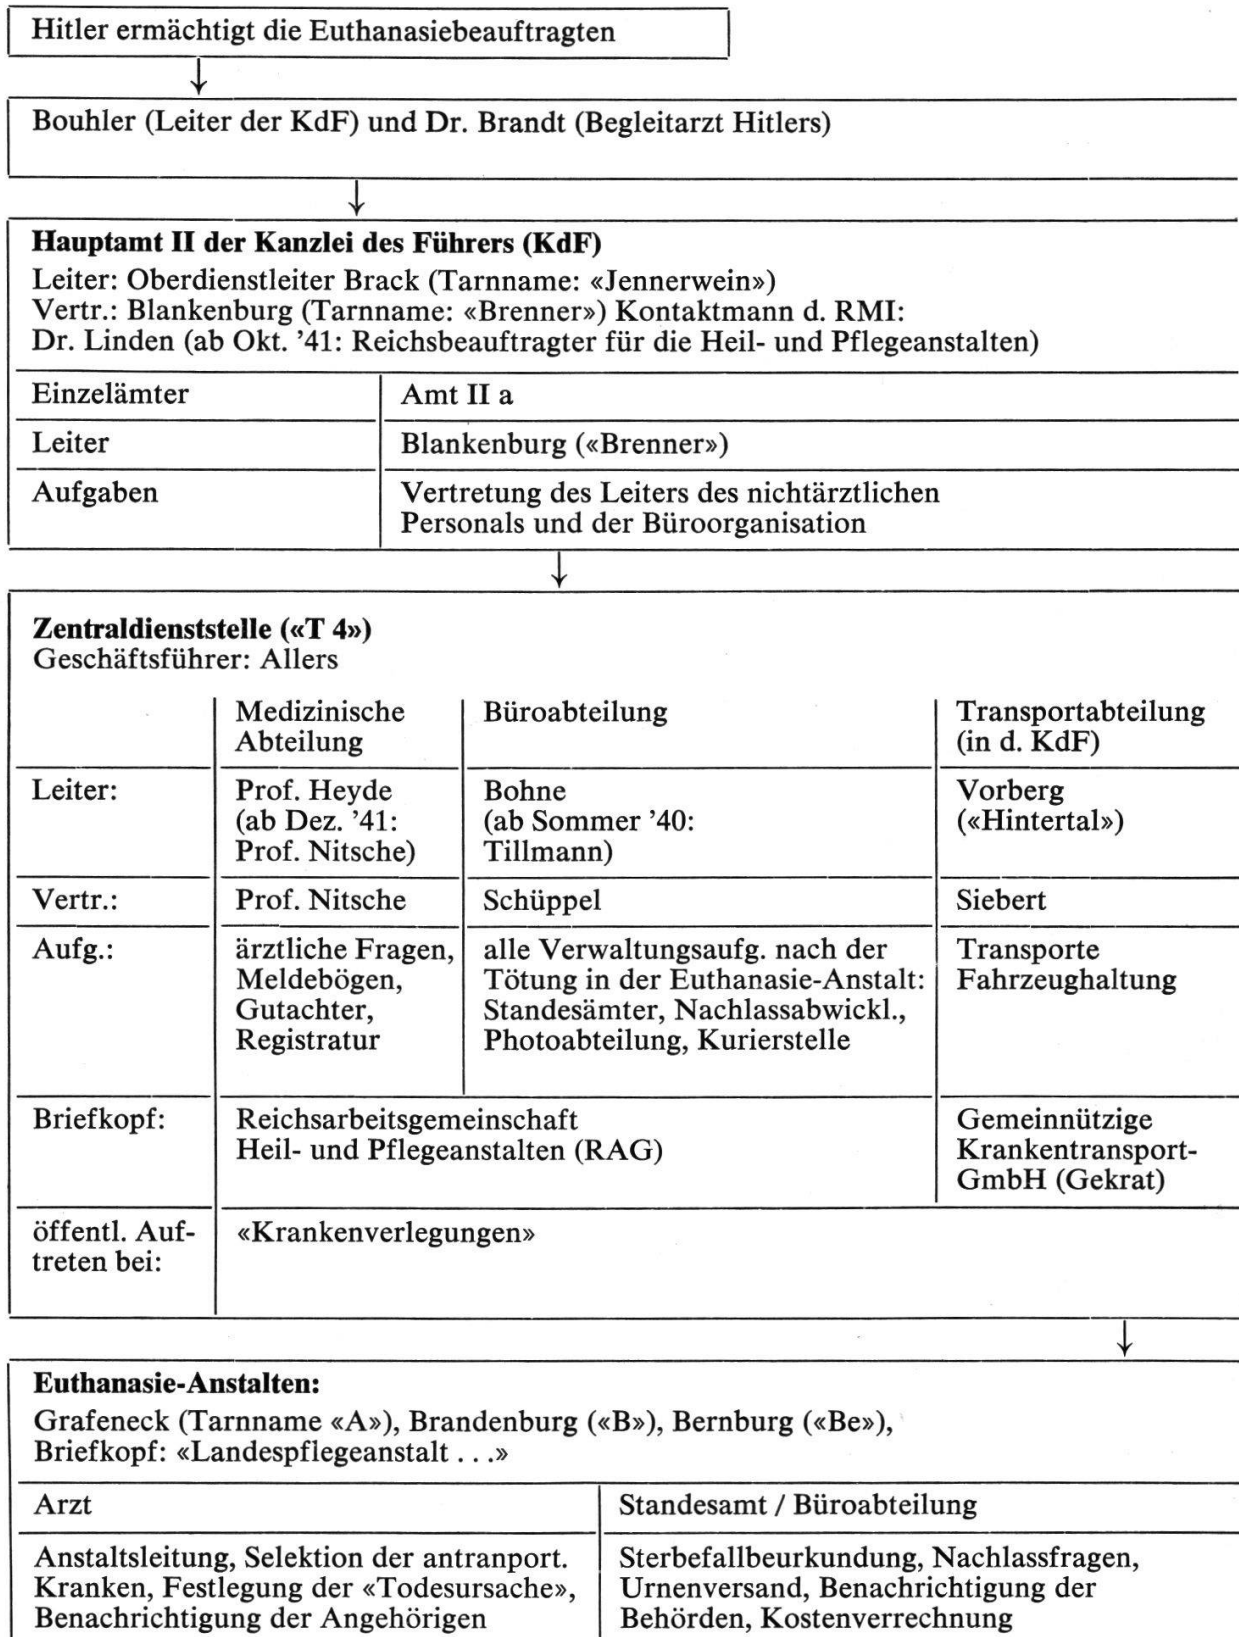 Hitler ermächtigt die Euthanasiebeauftragten
↓
Bouhler (Leiter der KdF) und Dr. Brandt (Begleitarzt Hitlers)
↓
Hauptamt II der Kanzlei des Führers (KdF)
Leiter: Oberdienstleiter Brack (Tarnname: «Jennerwein»)
Vertr.: Blankenburg (Tarnname: «Brenner») Kontaktmann d. RMI:
Dr. Linden (ab Okt. ’41: Reichsbeauftragter für die Heil- und Pflegeanstalten)
Einzelämter
Amt II a
Leiter
Blankenburg («Brenner»)
Aufgaben
Vertretung des Leiters des nichtärztlichen
Personals und der Büroorganisation
↓
Zentraldienststelle («T 4»)
Geschäftsführer: Allers
Medizinische
Abteilung
Büroabteilung
Transportabteilung
(in d. KdF)
Leiter:
Prof. Heyde
(ab Dez. ’41:
Prof. Nitsche)
Bohne
(ab Sommer ’40:
Tillmann)
Vorberg
(«Hintertal»)
Vertr.:
Prof. Nitsche
Schüppel
Siebert
Aufg.:
ärztliche Fragen,
Meldebögen,
Gutachter,
Registratur
alle Verwaltungsaufg. nach der
Tötung in der Euthanasie-Anstalt:
Standesämter, Nachlassabwickl.,
Photoabteilung, Kurierstelle
Transporte
Fahrzeughaltung
Briefkopf:
Reichsarbeitsgemeinschaft
Heil- und Pflegeanstalten (RAG)
Gemeinnützige
Krankentransport-
GmbH (Gekrat)
öffentl. Auf-
treten bei:
«Krankenverlegungen»
↓
Euthanasie-Anstalten:
Grafeneck (Tarnname «A»), Brandenburg («B»), Bernburg («Be»),
Briefkopf: «Landespflegeanstalt . . .»
Arzt
Standesamt / Büroabteilung
Anstaltsleitung, Selektion der antranport.
Kranken, Festlegung der «Todesursache»,
Benachrichtigung der Angehörigen
Sterbefallbeurkundung, Nachlassfragen,
Urnenversand, Benachrichtigung der
Behörden, Kostenverrechnung